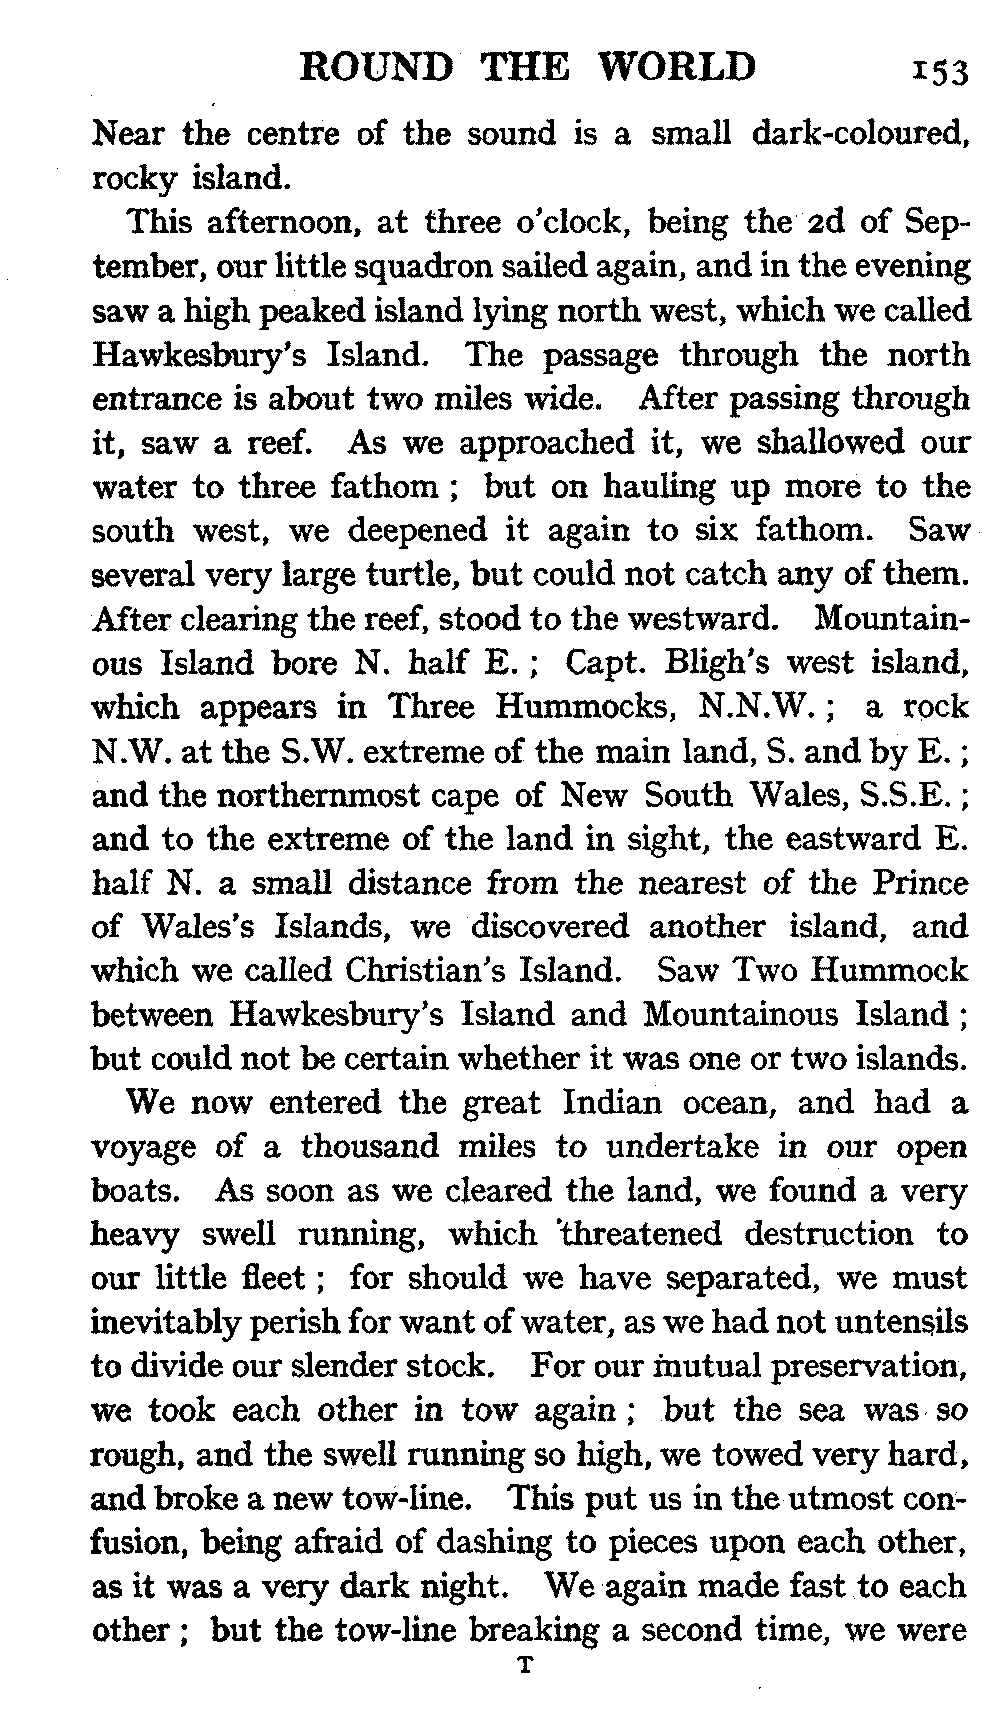 ROUND THE WORLD 153
Near the centre of the sound is a small dark-coloured,
rocky island.
This afternoon, at three o'clock, being the 2d of Sep-
tember, our little squadron sailed again, and in the evening
saw a high peaked island lying north west, which we called
Hawkesbury's Island. The passage through the north
entrance is about two miles wide. After passing through
it, saw a reef. As we approached it, we shallowed our
water to three fathom ; but on hauling up more to the
south west, we deepened it again to six fathom. Saw
several very large turtle, but could not catch any of them.
After clearing the reef, stood to the westward. Mountain-
ous Island bore N. half E. ; Capt. Bligh's west island,
which appears in Three Hummocks, N.N.W. ; a rock
N.W. at the S.W. extreme of the main land, S. and by E. ;
and the northernmost cape of New South Wales, S.S.E. ;
and to the extreme of the land in sight, the eastward E.
half N. a small distance from the nearest of the Prince
of Wales's Islands, we discovered another island, and
which we called Christian's Island. Saw Two Hummock
between Hawkesbury's Island and Mountainous Island ;
but could not be certain whether it was one or two islands.
We now entered the great Indian ocean, and had a
voyage of a thousand miles to undertake in our open
boats. As soon as we cleared the land, we found a very
heavy swell running, which threatened destruction to
our little fleet ; for should we have separated, we must
inevitably perish for want of water, as we had not untensils
to divide our slender stock. For our mutual preservation,
we took each other in tow again ; but the sea was so
rough, and the swell running so high, we towed very hard,
and broke a new tow-line. This put us in the utmost con-
fusion, being afraid of dashing to pieces upon each other,
as it was a very dark night. We again made fast to each
other ; but the tow-line breaking a second time, we were
T